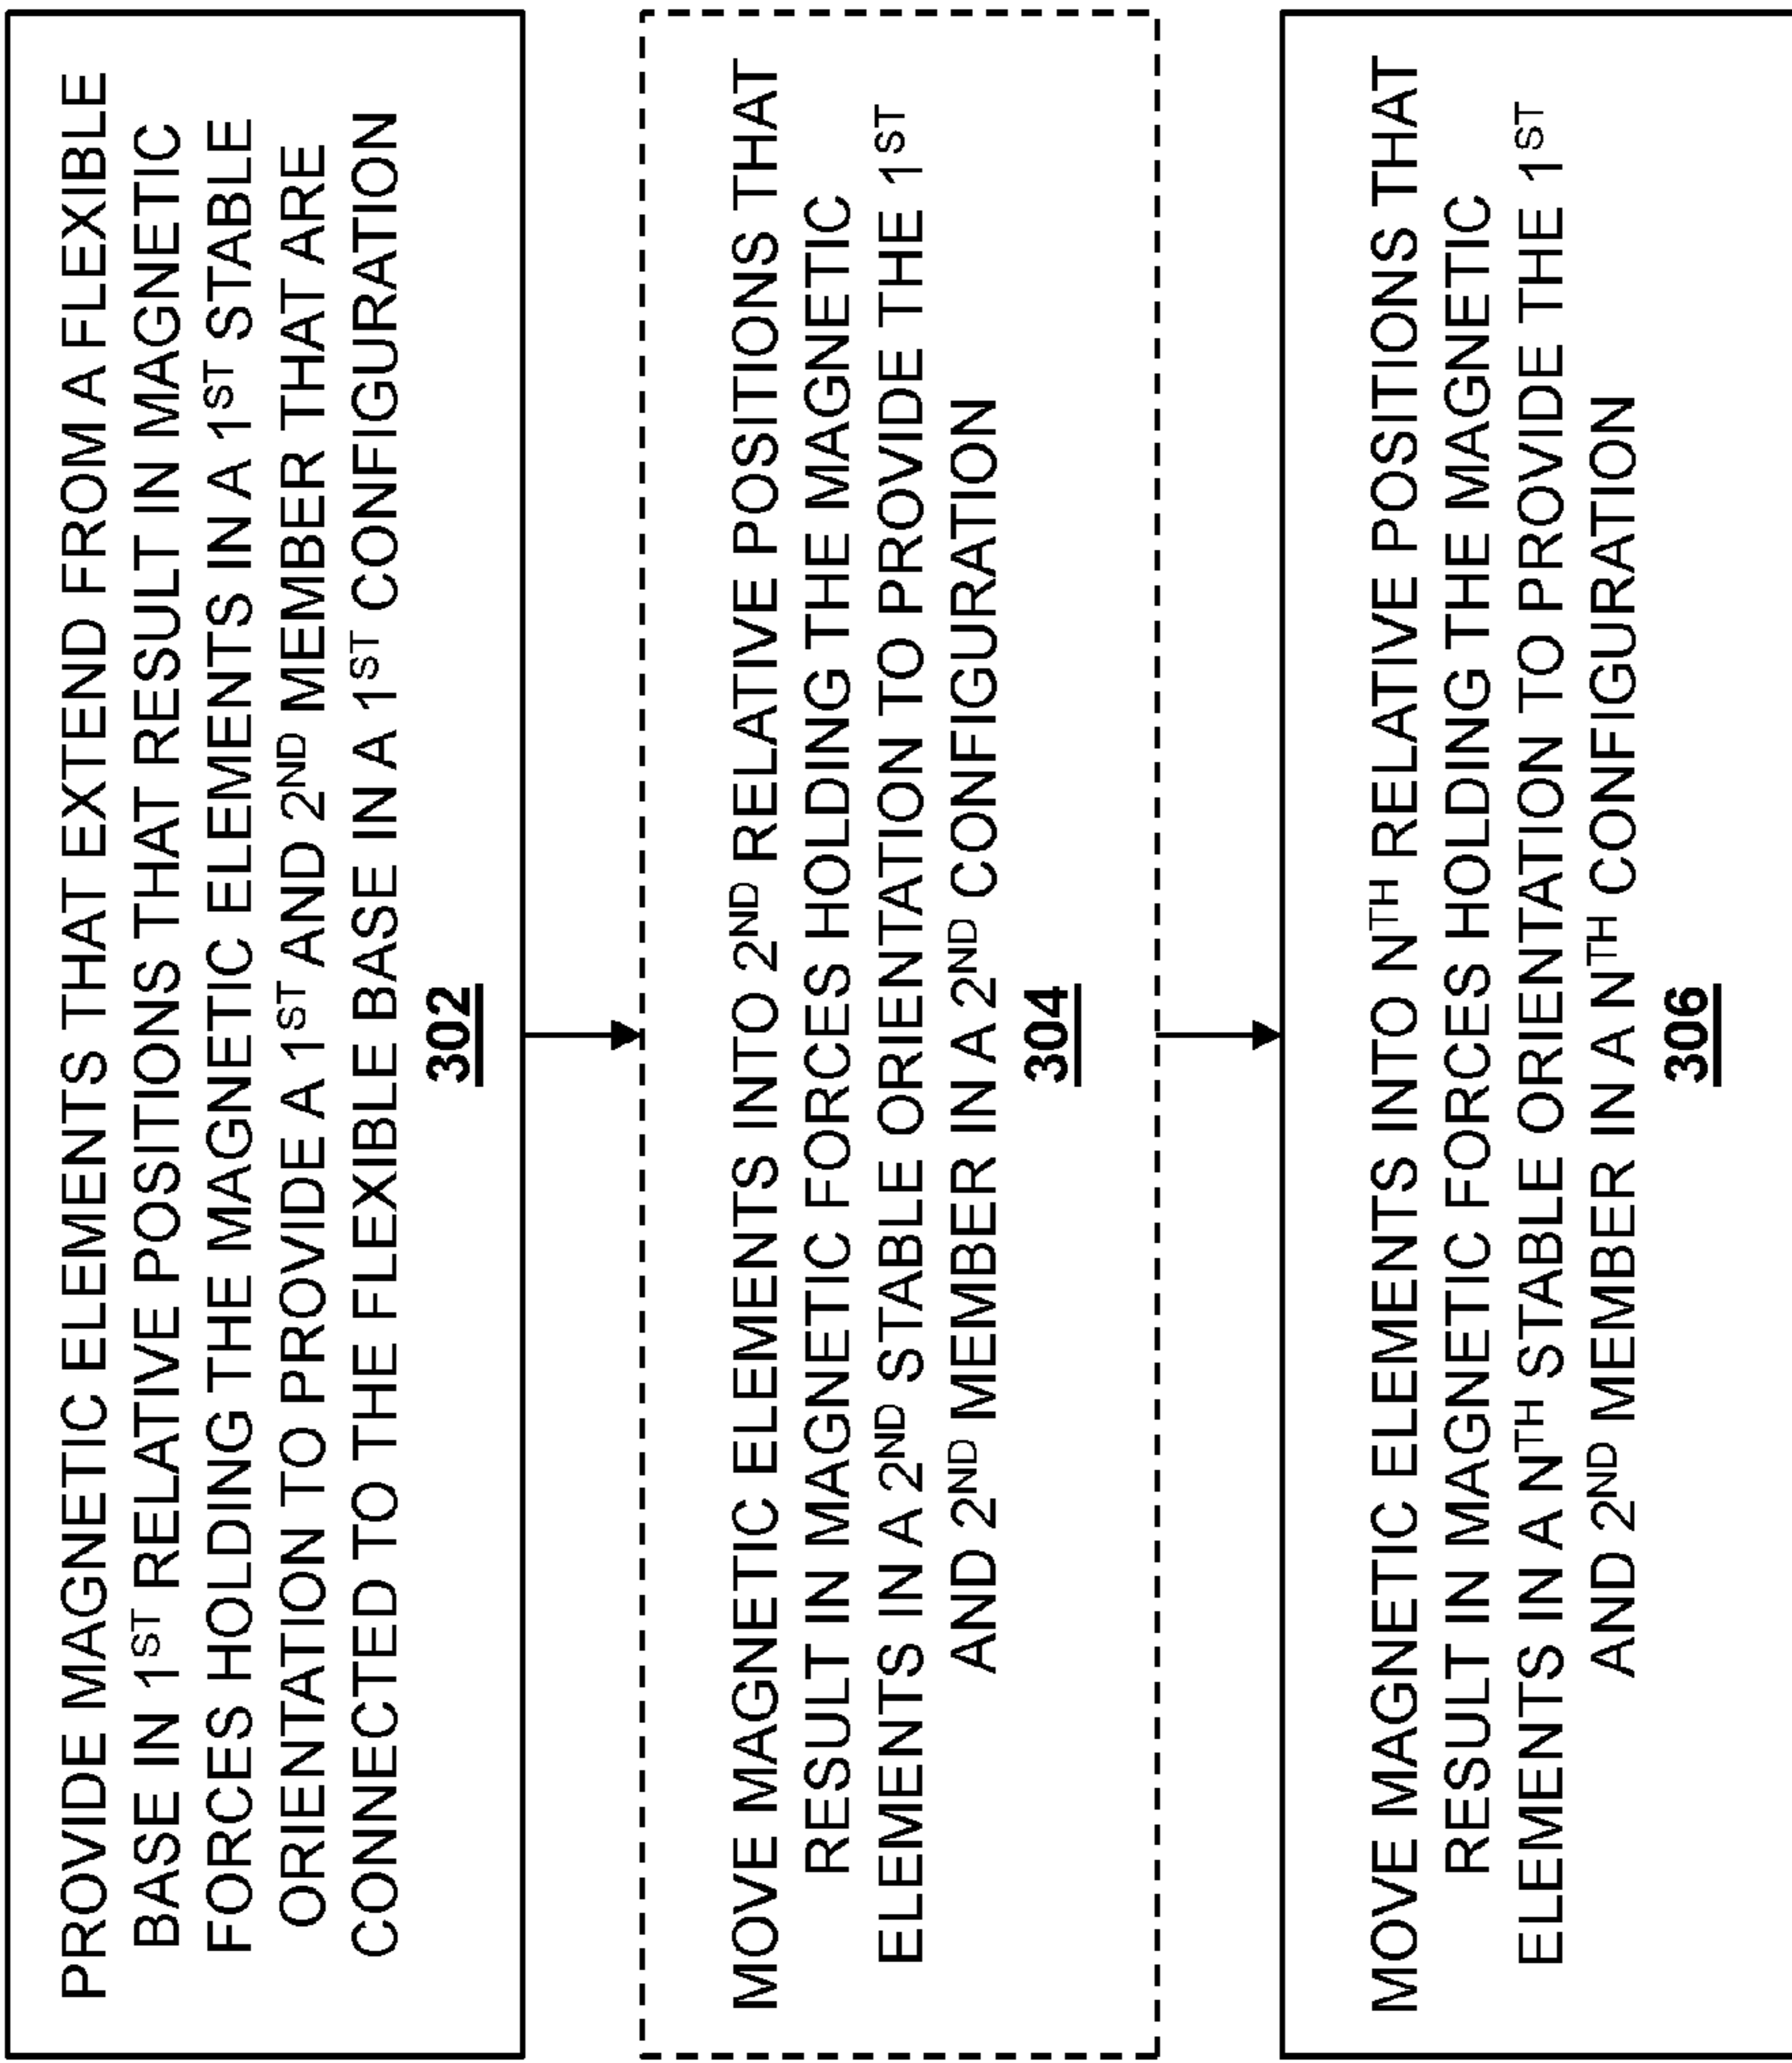 PROVIDE MAGNETIC ELEMENTS THAT EXTEND FROM A FLEXIBLE
BASE IN 1ST RELATIVE POSITIONS THAT RESULT IN MAGNETIC
FORCES HOLDING THE MAGNETIC ELEMENTS IN A 1ST STABLE
ORIENTATION TO PROVIDE A 1ST AND 2ND MEMBER THAT ARE
CONNECTED TO THE FLEXIBLE BASE IN A 1ST CONFIGURATION
302
MOVE MAGNETIC ELEMENTS INTO 2ND RELATIVE POSITIONS THAT
RESULT IN MAGNETIC FORCES HOLDING THE MAGNETIC
ELEMENTS IN A 2ND STABLE ORIENTATION TO PROVIDE THE 1ST
AND 2ND MEMBER IN A 2ND CONFIGURATION
304
MOVE MAGNETIC ELEMENTS INTO NTH RELATIVE POSITIONS THAT
RESULT IN MAGNETIC FORCES HOLDING THE MAGNETIC
ELEMENTS IN A NTH STABLE ORIENTATION TO PROVIDE THE 1ST
AND 2ND MEMBER IN A NTH CONFIGURATION
306